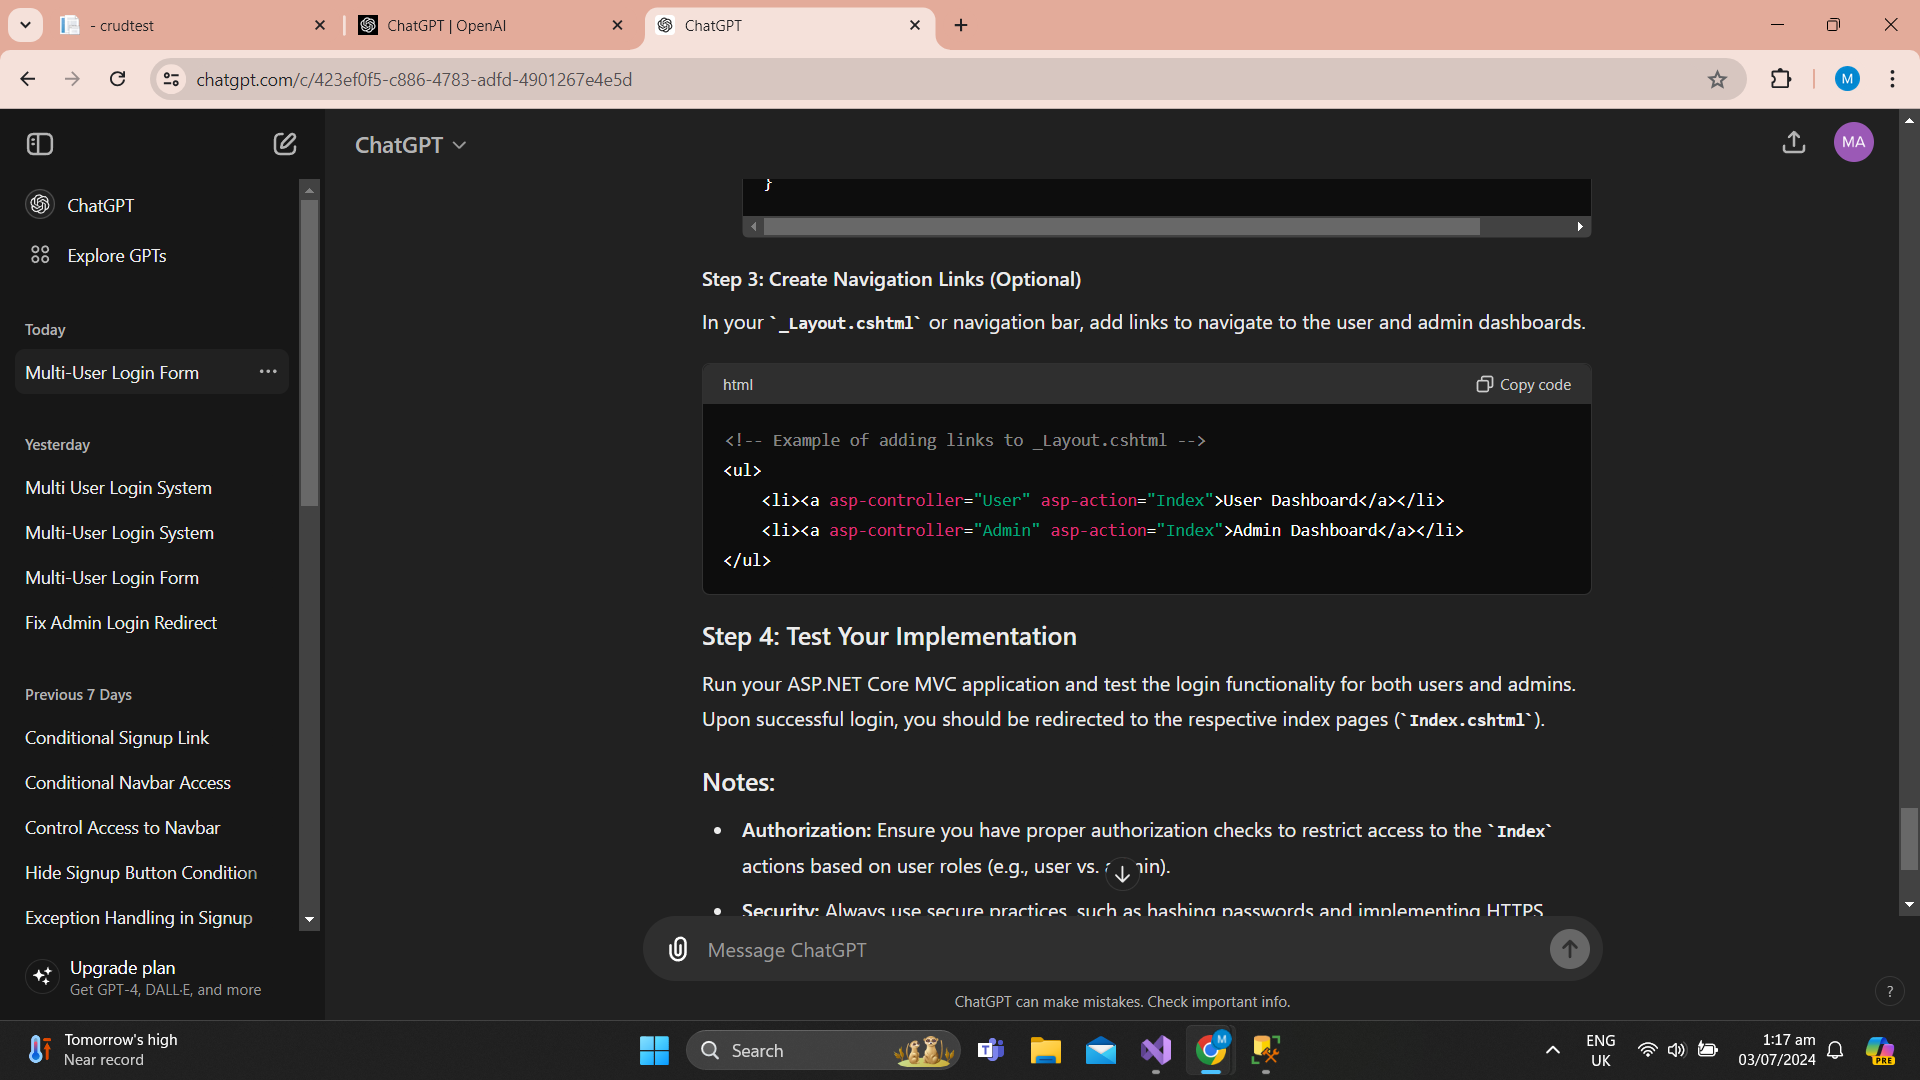 - crudtest
ChatGPT | OpenAI
ChatGPT
chatgpt.com/c/423ef0f5-c886-4783-adfd-4901267e4e5d
M
ChatGPT
MA
ChatGPT
Explore GPTs
Today
Multi-User Login Form
Yesterday
Multi User Login System
Multi-User Login System
Multi-User Login Form
Fix Admin Login Redirect
Previous 7 Days
Conditional Signup Link
Conditional Navbar Access
Control Access to Navbar
Hide Signup Button Condition
Exception Handling in Signup
Upgrade plan
Get GPT-4, DALL·E, and more
}
Step 3: Create Navigation Links (Optional)
In your `_Layout.cshtml` or navigation bar, add links to navigate to the user and admin dashboards.
html
Copy code
<!-- Example of adding links to _Layout.cshtml -->
<ul>
<li><a asp-controller="User" asp-action="Index">User Dashboard</a></li>
<li><a asp-controller="Admin" asp-action="Index">Admin Dashboard</a></li>
</ul>
Step 4: Test Your Implementation
Run your ASP.NET Core MVC application and test the login functionality for both users and admins.
Upon successful login, you should be redirected to the respective index pages (`Index.cshtml`).
Notes:
• Authorization: Ensure you have proper authorization checks to restrict access to the `Index`
actions based on user roles (e.g., user vs. admin).
• Security: Always use secure practices, such as hashing passwords and implementing HTTPS
Message ChatGPT
ChatGPT can make mistakes. Check important info.
?
Tomorrow's high
Near record
Search
M
ENG
UK
1:17 am
03/07/2024
PRE